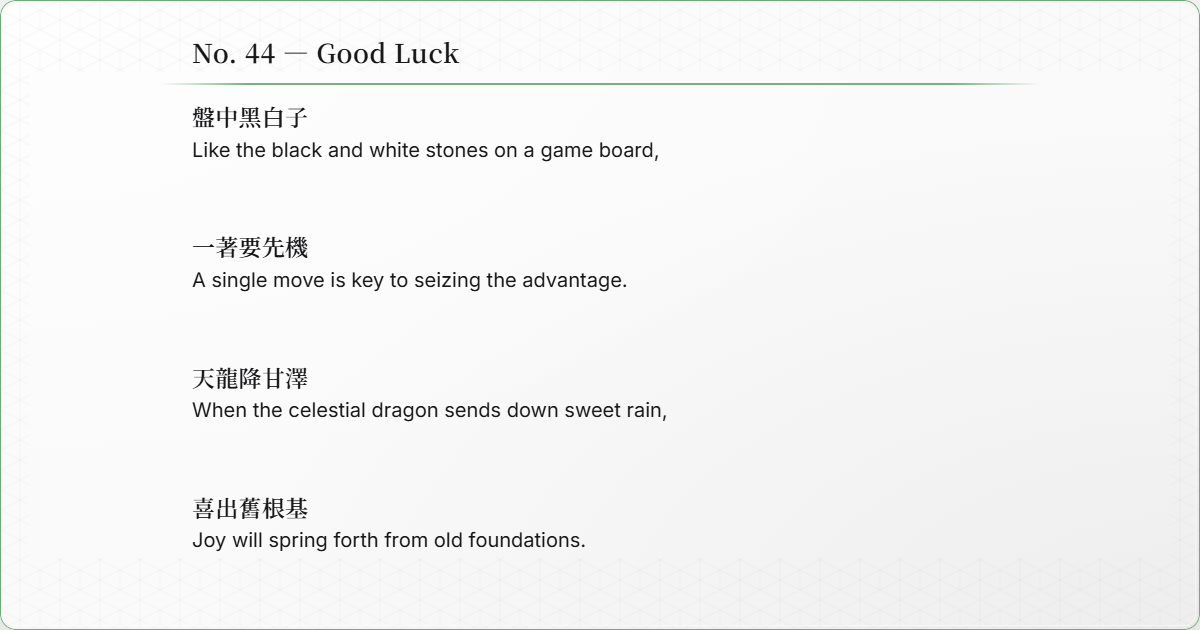 No. 44 — Good Luck
盤中黑白子
Like the black and white stones on a game board,
一著要先機
A single move is key to seizing the advantage.
天龍降甘澤
When the celestial dragon sends down sweet rain,
喜出舊根基
Joy will spring forth from old foundations.